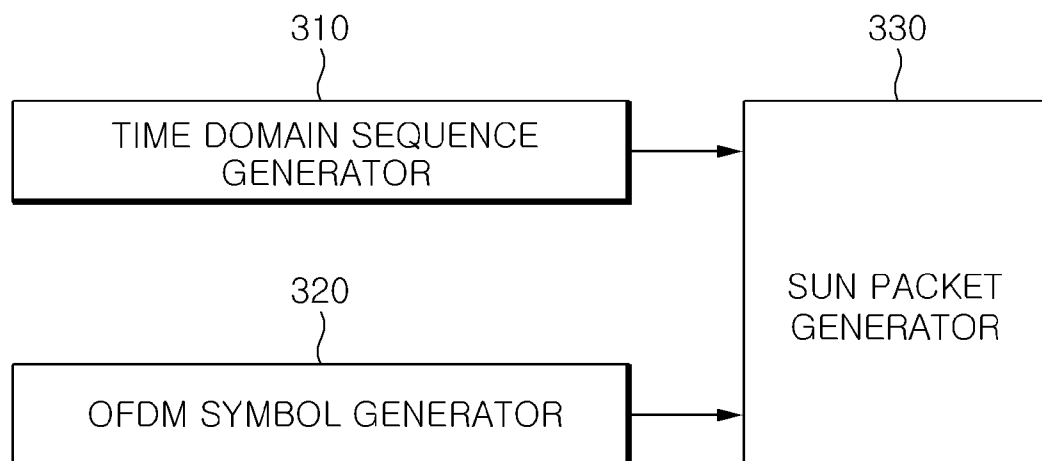 310
330
TIME DOMAIN SEQUENCE
GENERATOR
320
SUN PACKET
GENERATOR
OFDM SYMBOL GENERATOR